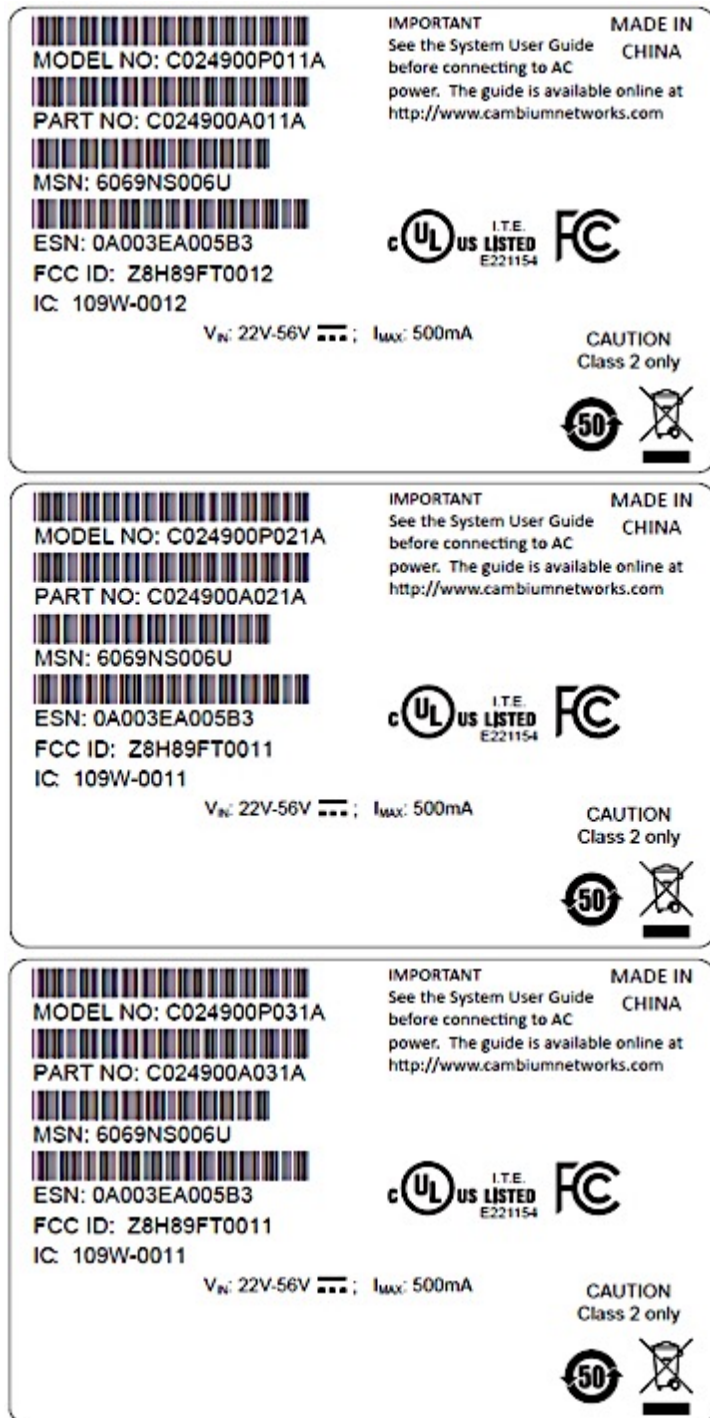 MODEL NO: C024900P011A
PART NO: C024900A011A
MSN: 6069NS006U
ESN: 0A003EA005B3
FCC ID: Z8H89FT0012
IC: 109W-0012
IMPORTANT
See the System User Guide
before connecting to AC
power. The guide is available online at
http://www.cambiumnetworks.com
MADE IN
CHINA
C UL US I.T.E.
LISTED
E221154
FC
VIN: 22V-56V ; IMAX: 500mA
CAUTION
Class 2 only
50
MODEL NO: C024900P021A
PART NO: C024900A021A
MSN: 6069NS006U
ESN: 0A003EA005B3
FCC ID: Z8H89FT0011
IC: 109W-0011
IMPORTANT
See the System User Guide
before connecting to AC
power. The guide is available online at
http://www.cambiumnetworks.com
MADE IN
CHINA
C UL US I.T.E.
LISTED
E221154
FC
VIN: 22V-56V ; IMAX: 500mA
CAUTION
Class 2 only
50
MODEL NO: C024900P031A
PART NO: C024900A031A
MSN: 6069NS006U
ESN: 0A003EA005B3
FCC ID: Z8H89FT0011
IC: 109W-0011
IMPORTANT
See the System User Guide
before connecting to AC
power. The guide is available online at
http://www.cambiumnetworks.com
MADE IN
CHINA
C UL US I.T.E.
LISTED
E221154
FC
VIN: 22V-56V ; IMAX: 500mA
CAUTION
Class 2 only
50